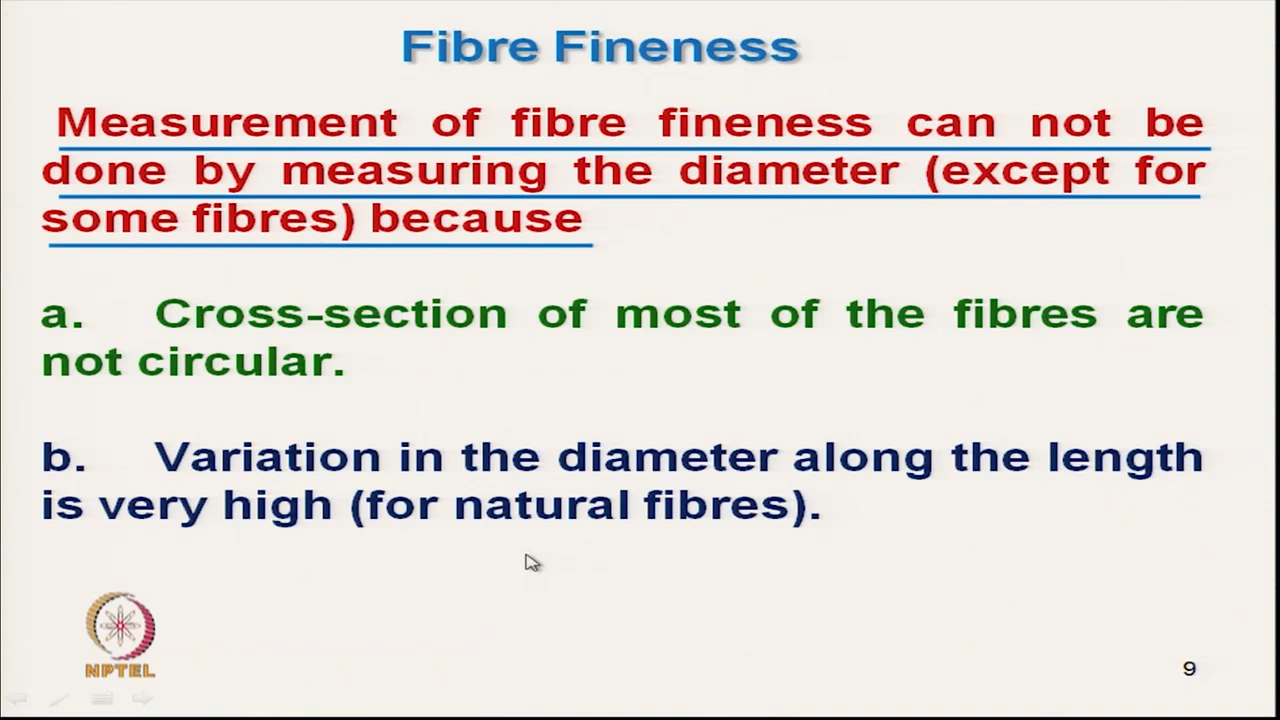 Fibre Fineness
Measurement of fibre fineness can not be
done by measuring the diameter (except for
some fibres) because
a. Cross-section of most of the fibres are
not circular.
b. Variation in the diameter along the length
is very high (for natural fibres).
NPTEL
9